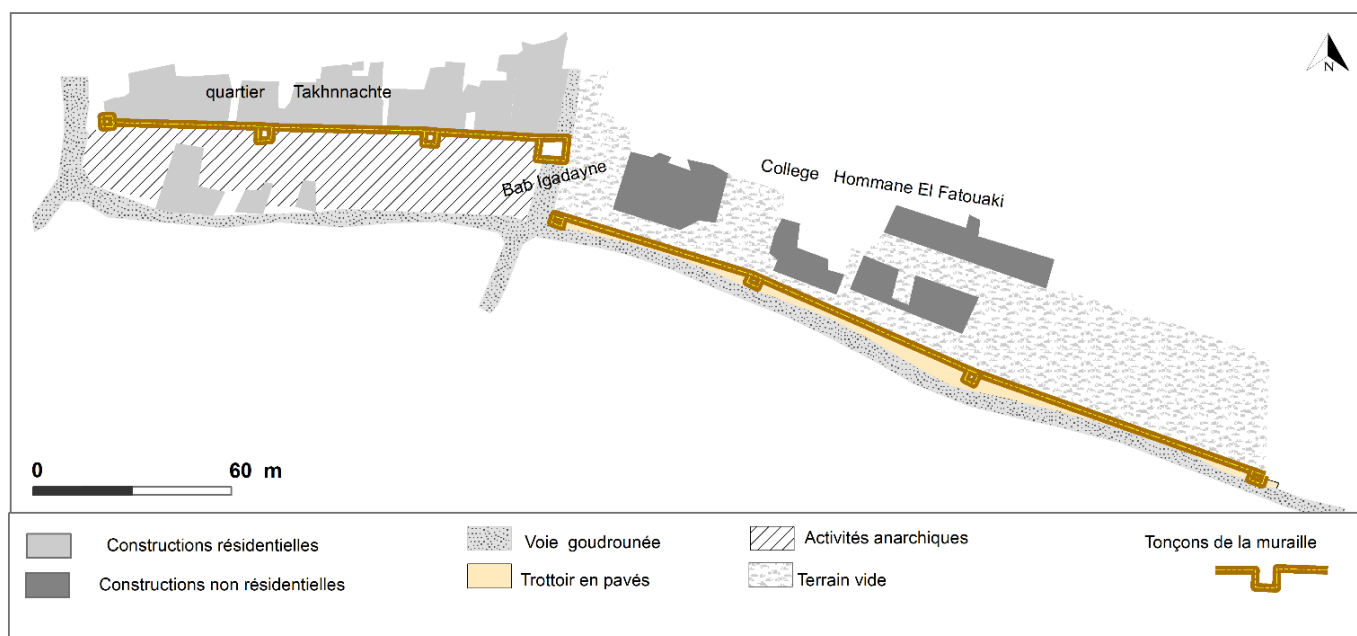 N
quartier Takhnnachte
Bab Igadayne
College Hommane El Fatouaki
0 60 m
Constructions résidentielles
Voie goudrounée
Activités anarchiques
Tonçons de la muraille
Constructions non résidentielles
Trottoir en pavés
Terrain vide